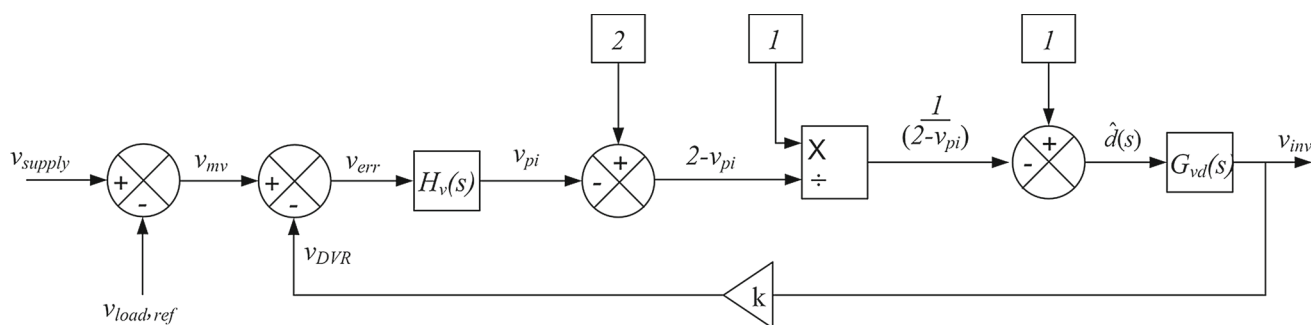 2
1
1
v_supply
+
-
v_mv
+
-
v_err
H_v(s)
v_pi
+
-
2-v_pi
X
÷
1
(2-v_pi)
+
-
d̂(s)
G_vd(s)
v_inv
v_DVR
v_load,ref
k